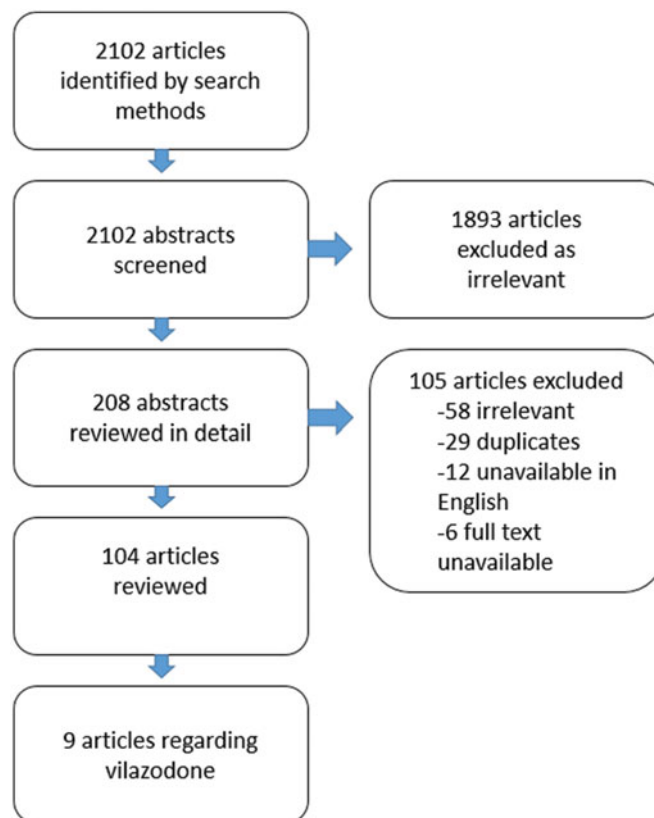 2102 articles
identified by search
methods
2102 abstracts
screened
1893 articles
excluded as
irrelevant
208 abstracts
reviewed in detail
105 articles excluded
-58 irrelevant
-29 duplicates
-12 unavailable in
English
-6 full text
unavailable
104 articles
reviewed
9 articles regarding
vilazodone